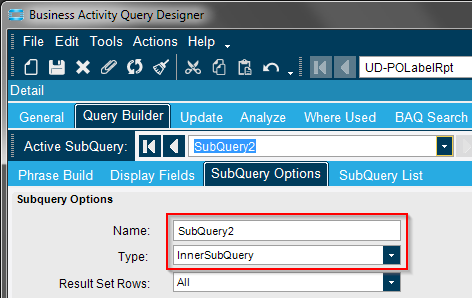 Business Activity Query Designer
File Edit Tools Actions Help
UD-POLabelRpt
Detail
General Query Builder Update Analyze Where Used BAQ Search
Active SubQuery: SubQuery2
Phrase Build Display Fields SubQuery Options SubQuery List
Subquery Options
Name: SubQuery2
Type: InnerSubQuery
Result Set Rows: All